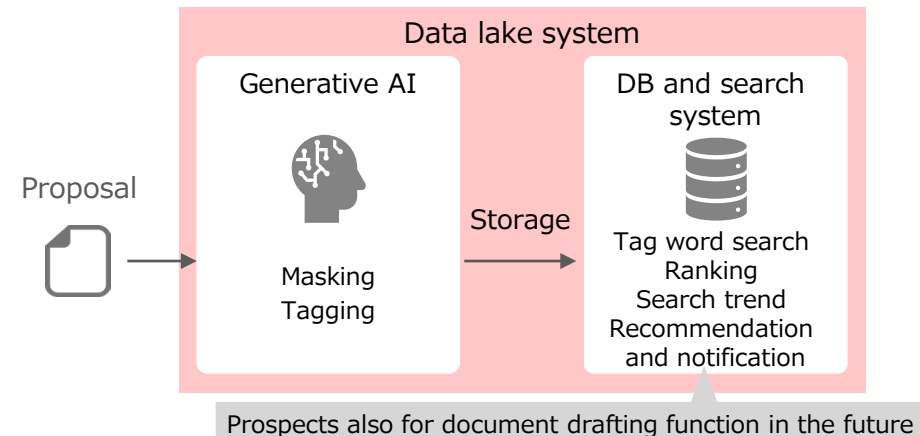 Data lake system
Generative AI
Masking
Tagging
Proposal
Storage
DB and search
system
Tag word search
Ranking
Search trend
Recommendation
and notification
Prospects also for document drafting function in the future